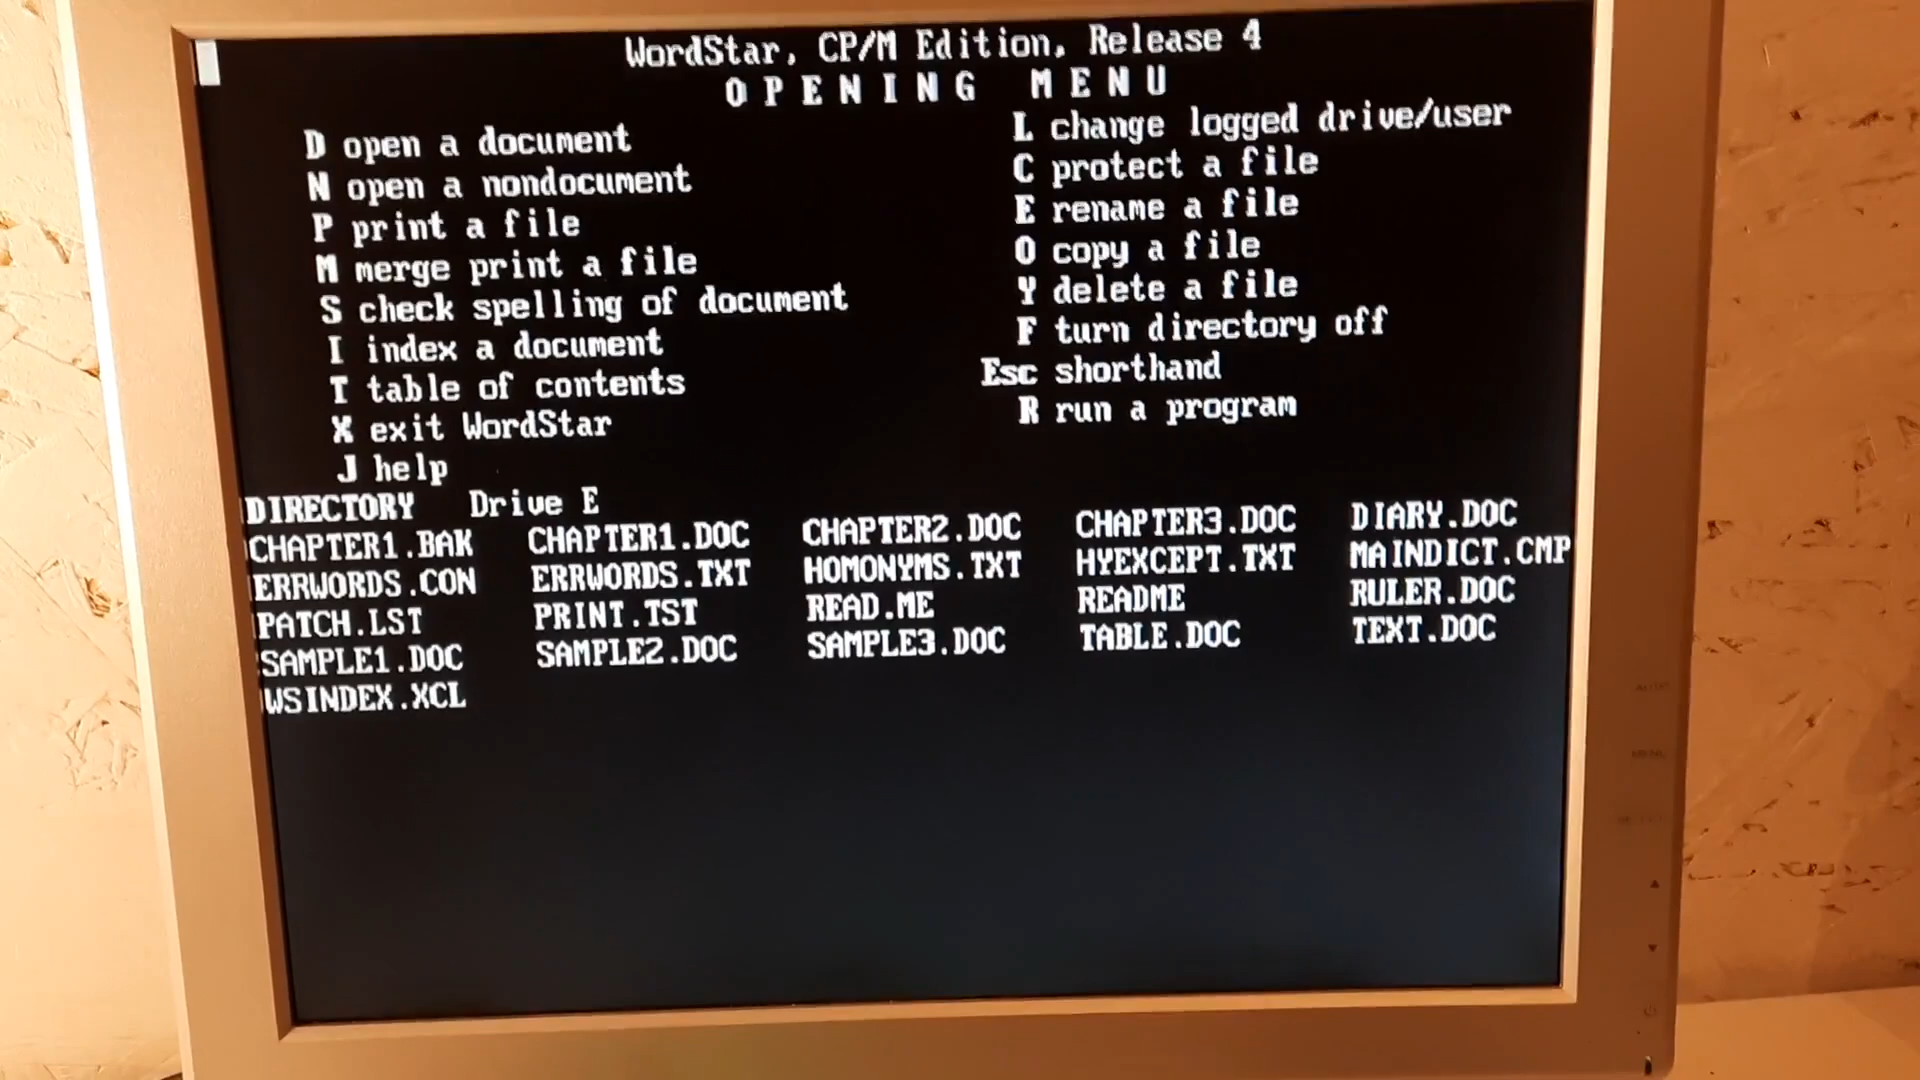 WordStar, CP/M Edition, Release 4
O P E N I N G   M E N U
D open a document   L change logged drive/user
N open a nondocument   C protect a file
P print a file   E rename a file
M merge print a file   O copy a file
S check spelling of document   Y delete a file
I index a document   F turn directory off
T table of contents   Esc shorthand
X exit WordStar   R run a program
J help
DIRECTORY   Drive E
CHAPTER1.BAK   CHAPTER1.DOC   CHAPTER2.DOC   CHAPTER3.DOC   DIARY.DOC
ERRWORDS.CON   ERRWORDS.TXT   HOMONYMS.TXT   HYEXCEPT.TXT   MAINDICT.CMP
PATCH.LST   PRINT.TST   READ.ME   README   RULER.DOC
SAMPLE1.DOC   SAMPLE2.DOC   SAMPLE3.DOC   TABLE.DOC   TEXT.DOC
WSINDEX.XCL
MENU